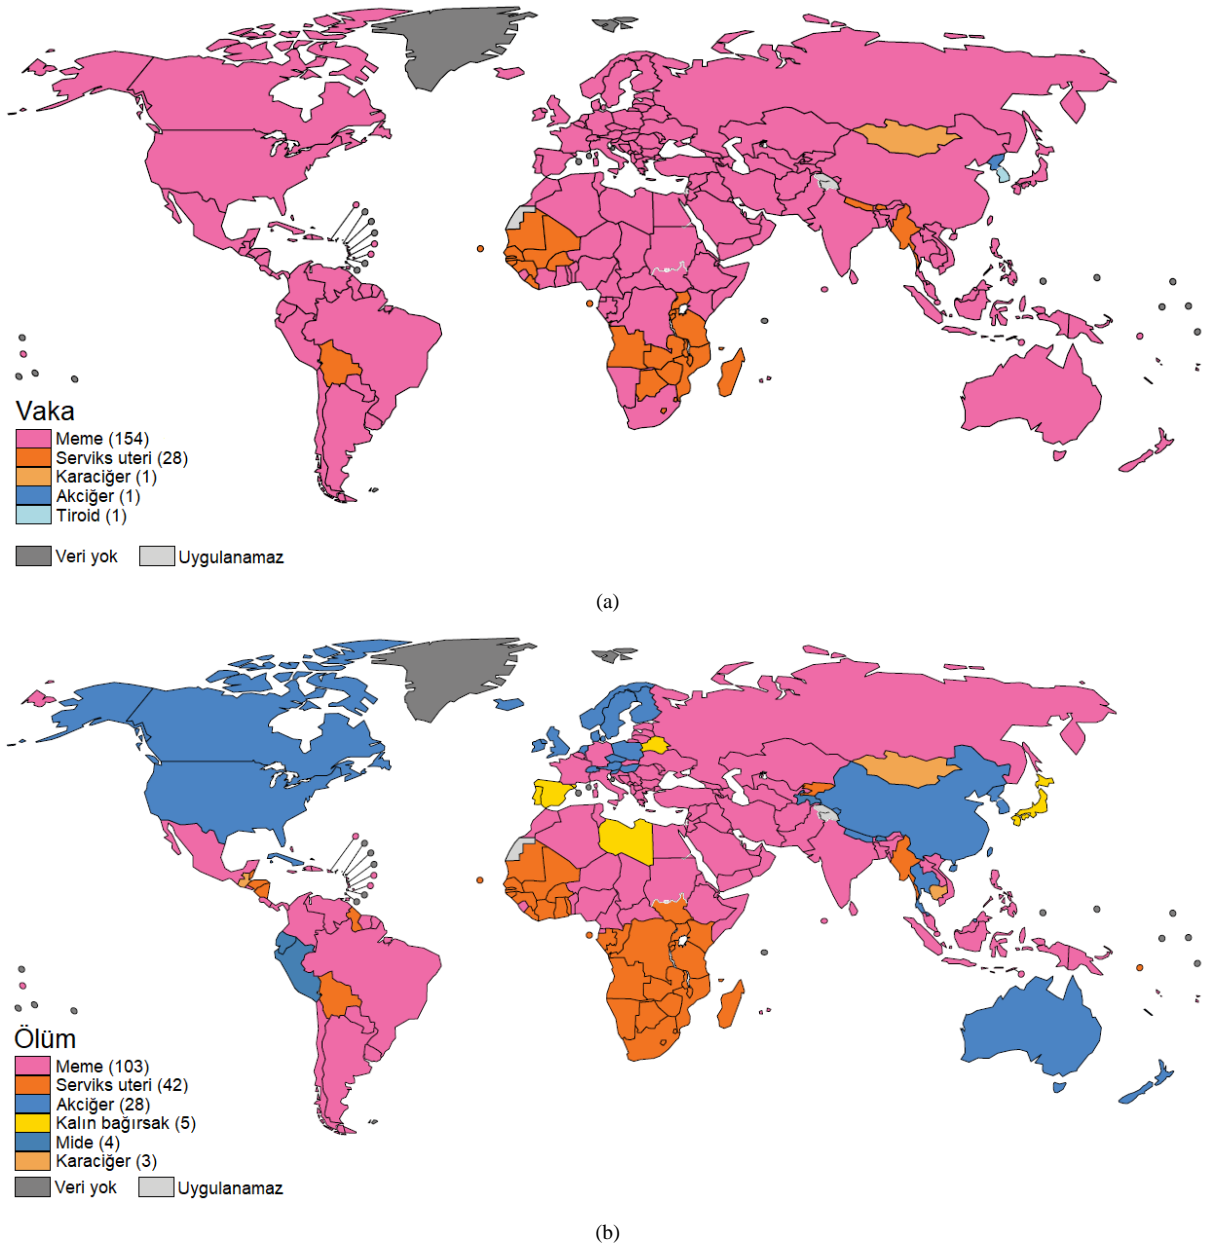 Vaka
Meme (154)
Serviks uteri (28)
Karaciğer (1)
Akciğer (1)
Tiroid (1)
Veri yok
Uygulanamaz
(a)
Ölüm
Meme (103)
Serviks uteri (42)
Akciğer (28)
Kalın bağırsak (5)
Mide (4)
Karaciğer (3)
Veri yok
Uygulanamaz
(b)